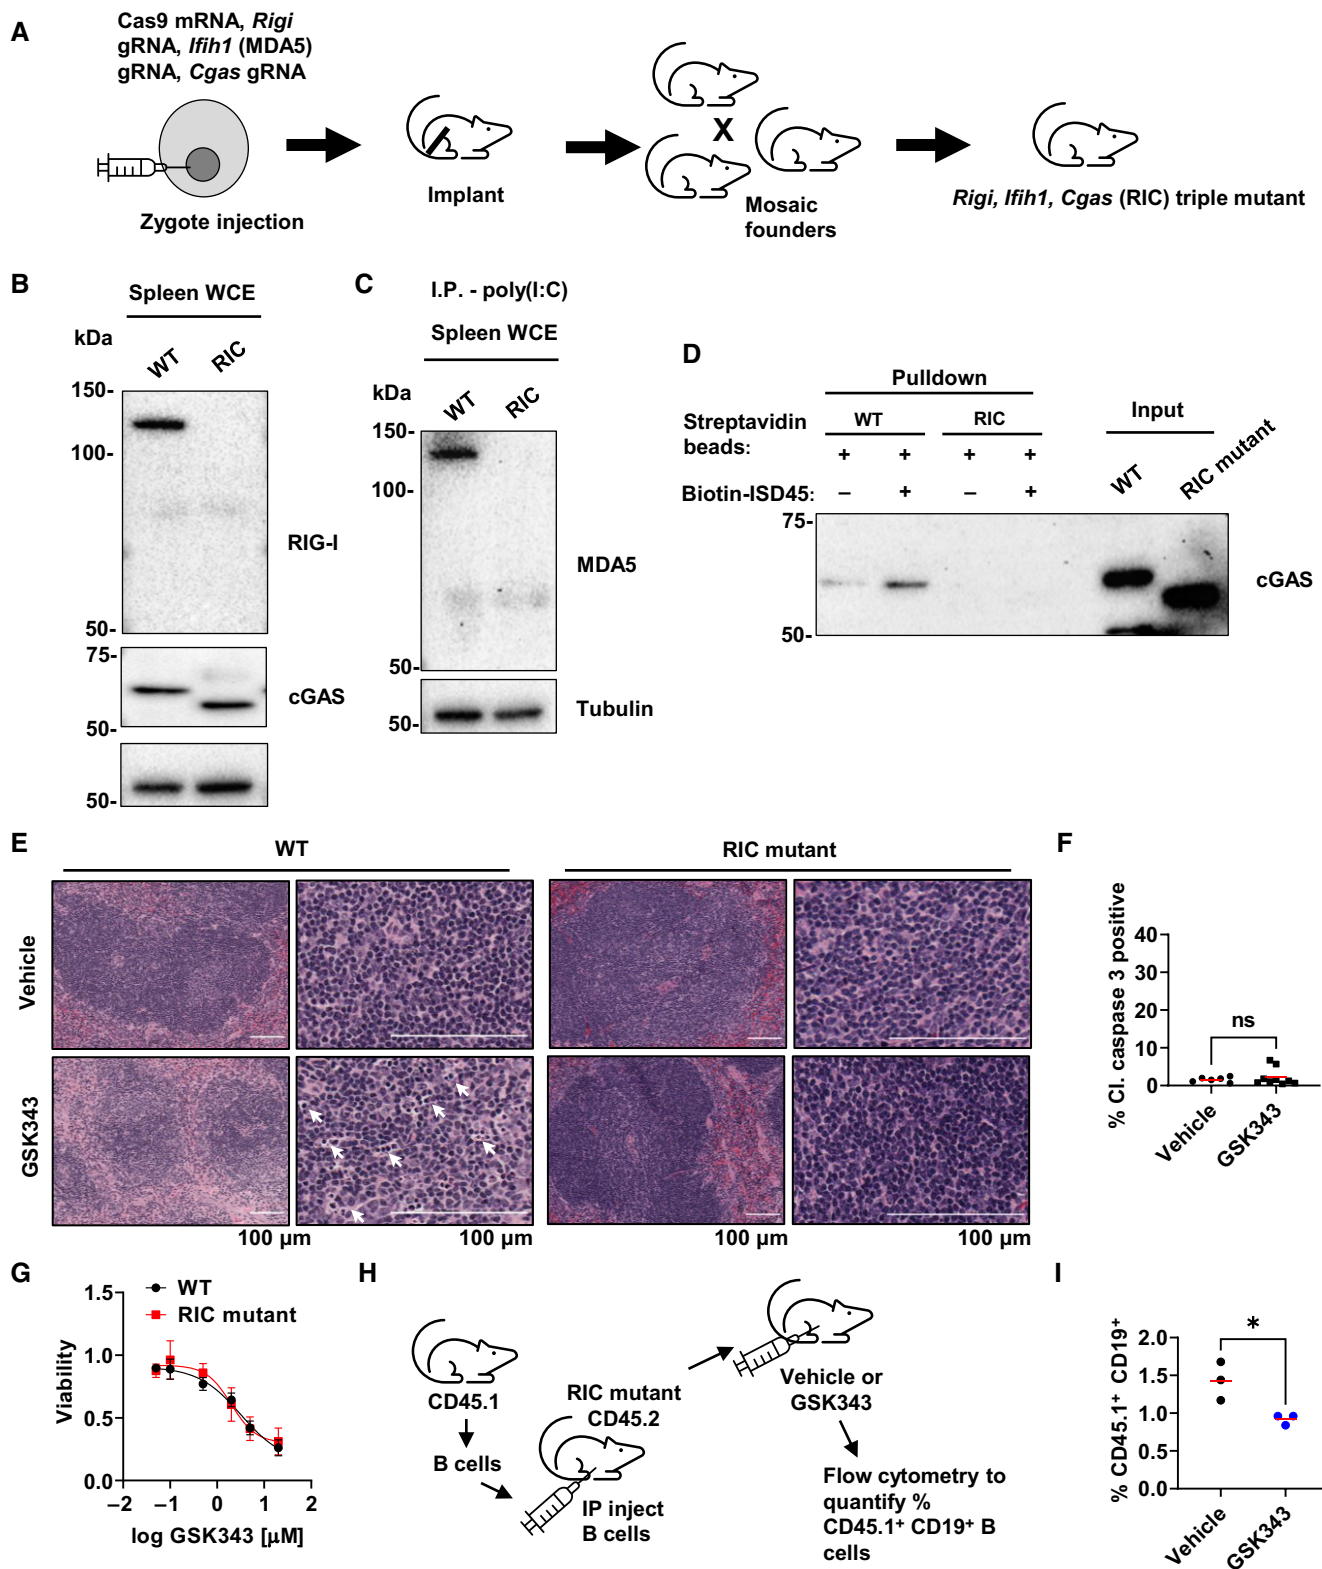 A
Cas9 mRNA, Rigi
gRNA, Ifih1 (MDA5)
gRNA, Cgas gRNA
Zygote injection
Implant
X
Mosaic
founders
Rigi, Ifih1, Cgas (RIC) triple mutant
B
Spleen WCE
kDa
WT
RIC
150-
100-
RIG-I
50-
75-
cGAS
50-
50-
C
I.P. - poly(I:C)
Spleen WCE
kDa
WT
RIC
150-
100-
MDA5
50-
50-
Tubulin
D
Pulldown
Streptavidin
beads:
WT
RIC
Input
+ + + +
WT
RIC mutant
Biotin-ISD45: – + – +
75-
cGAS
50-
E
WT
RIC mutant
Vehicle
GSK343
100 µm
100 µm
100 µm
100 µm
F
% Cl. caspase 3 positive
40
30
20
10
0
ns
Vehicle
GSK343
G
WT
RIC mutant
Viability
1.5
1.0
0.5
0.0
–2 –1 0 1 2
log GSK343 [µM]
H
CD45.1
B cells
RIC mutant
CD45.2
IP inject
B cells
Vehicle or
GSK343
Flow cytometry to
quantify %
CD45.1⁺ CD19⁺ B
cells
I
% CD45.1⁺ CD19⁺
2.0
1.5
1.0
0.5
0.0
*
Vehicle
GSK343